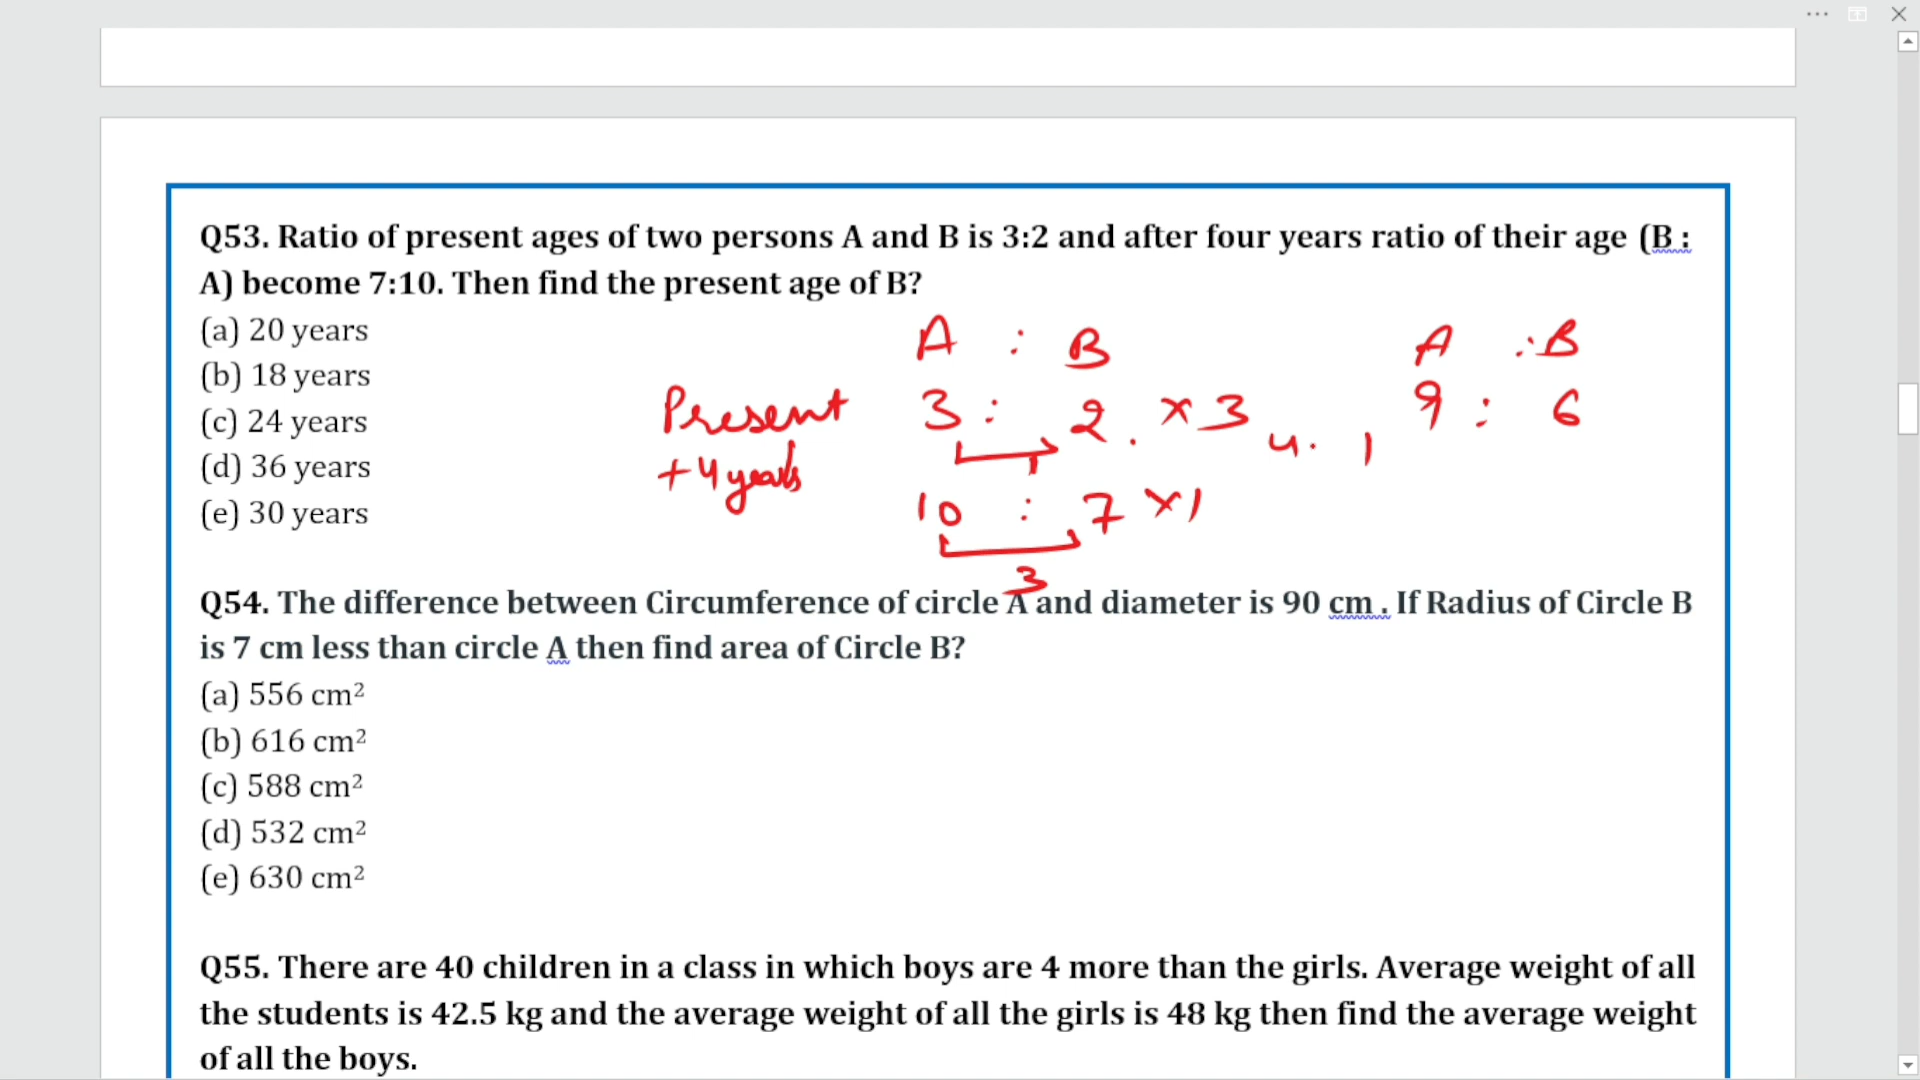 Q53. Ratio of present ages of two persons A and B is 3:2 and after four years ratio of their age (B :
A) become 7:10. Then find the present age of B?
(a) 20 years
(b) 18 years
(c) 24 years
(d) 36 years
(e) 30 years
A : B
Present 3 : 2 . × 3
+ 4 years 1
10 : 7 × 1
3
4 . 1
A : B
9 : 6
Q54. The difference between Circumference of circle A and diameter is 90 cm . If Radius of Circle B
is 7 cm less than circle A then find area of Circle B?
(a) 556 cm²
(b) 616 cm²
(c) 588 cm²
(d) 532 cm²
(e) 630 cm²
Q55. There are 40 children in a class in which boys are 4 more than the girls. Average weight of all
the students is 42.5 kg and the average weight of all the girls is 48 kg then find the average weight
of all the boys.